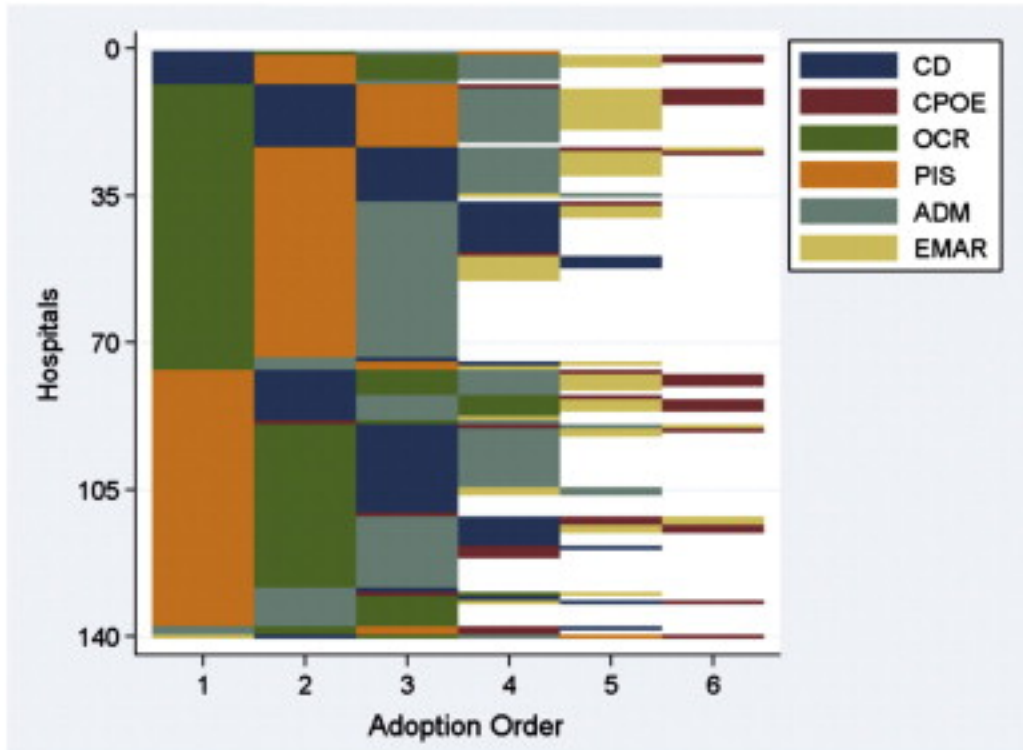 0
35
70
105
140
Hospitals
1 2 3 4 5 6
Adoption Order
CD
CPOE
OCR
PIS
ADM
EMAR